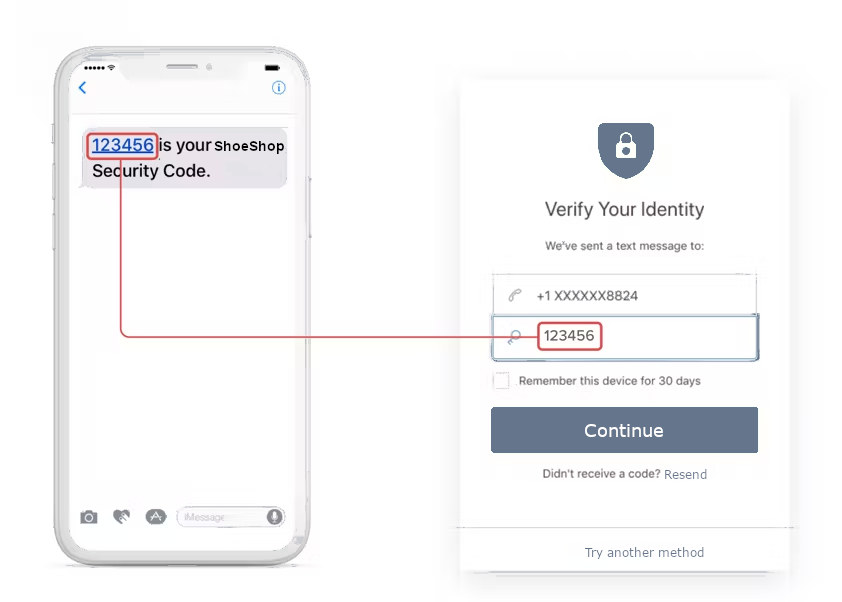 123456 is your ShoeShop
Security Code.
iMessage
Verify Your Identity
We've sent a text message to:
+1 XXXXXX8824
123456
Remember this device for 30 days
Continue
Didn't receive a code? Resend
Try another method